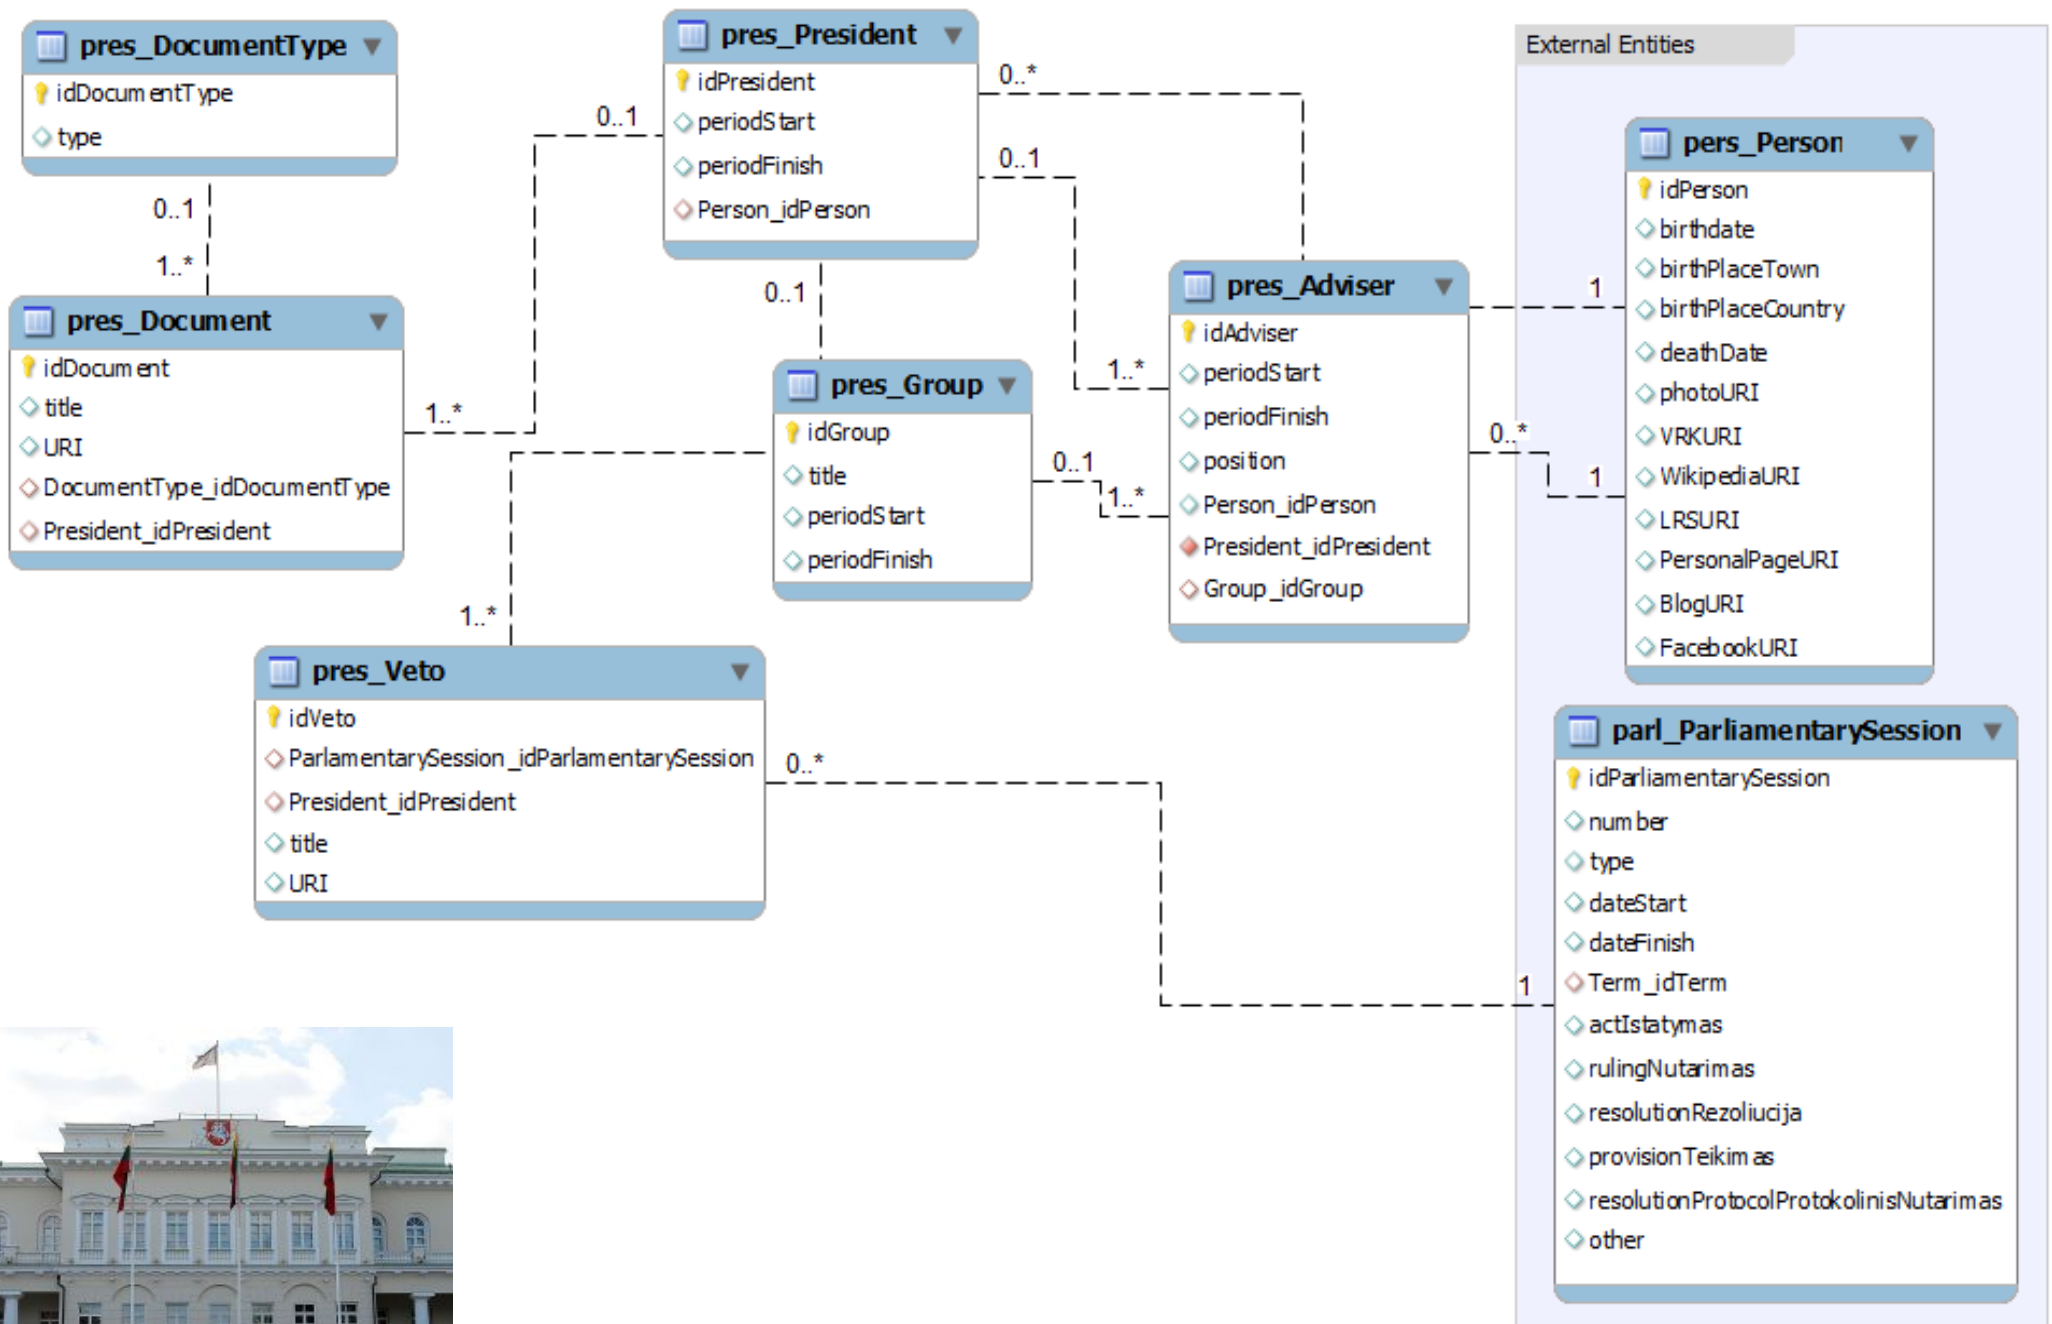 pres_DocumentType
idDocumentType
type
0..1
1..*
pres_Document
idDocument
title
URI
DocumentType_idDocumentType
President_idPresident
1..*
0..1
pres_President
idPresident
periodStart
periodFinish
Person_idPerson
0..*
0..1
0..1
pres_Group
idGroup
title
periodStart
periodFinish
0..1
1..*
1..*
pres_Adviser
idAdviser
periodStart
periodFinish
position
Person_idPerson
President_idPresident
Group_idGroup
1
0..*
1
External Entities
pers_Person
idPerson
birthdate
birthPlaceTown
birthPlaceCountry
deathDate
photoURI
VRKURI
WikipediaURI
LRSURI
PersonalPageURI
BlogURI
FacebookURI
1..*
pres_Veto
idVeto
ParlamentarySession_idParlamentarySession
President_idPresident
title
URI
0..*
1
parl_ParliamentarySession
idParliamentarySession
number
type
dateStart
dateFinish
Term_idTerm
actIstatymas
rulingNutarimas
resolutionRezoliucija
provisionTeikimas
resolutionProtocolProtokolinisNutarimas
other